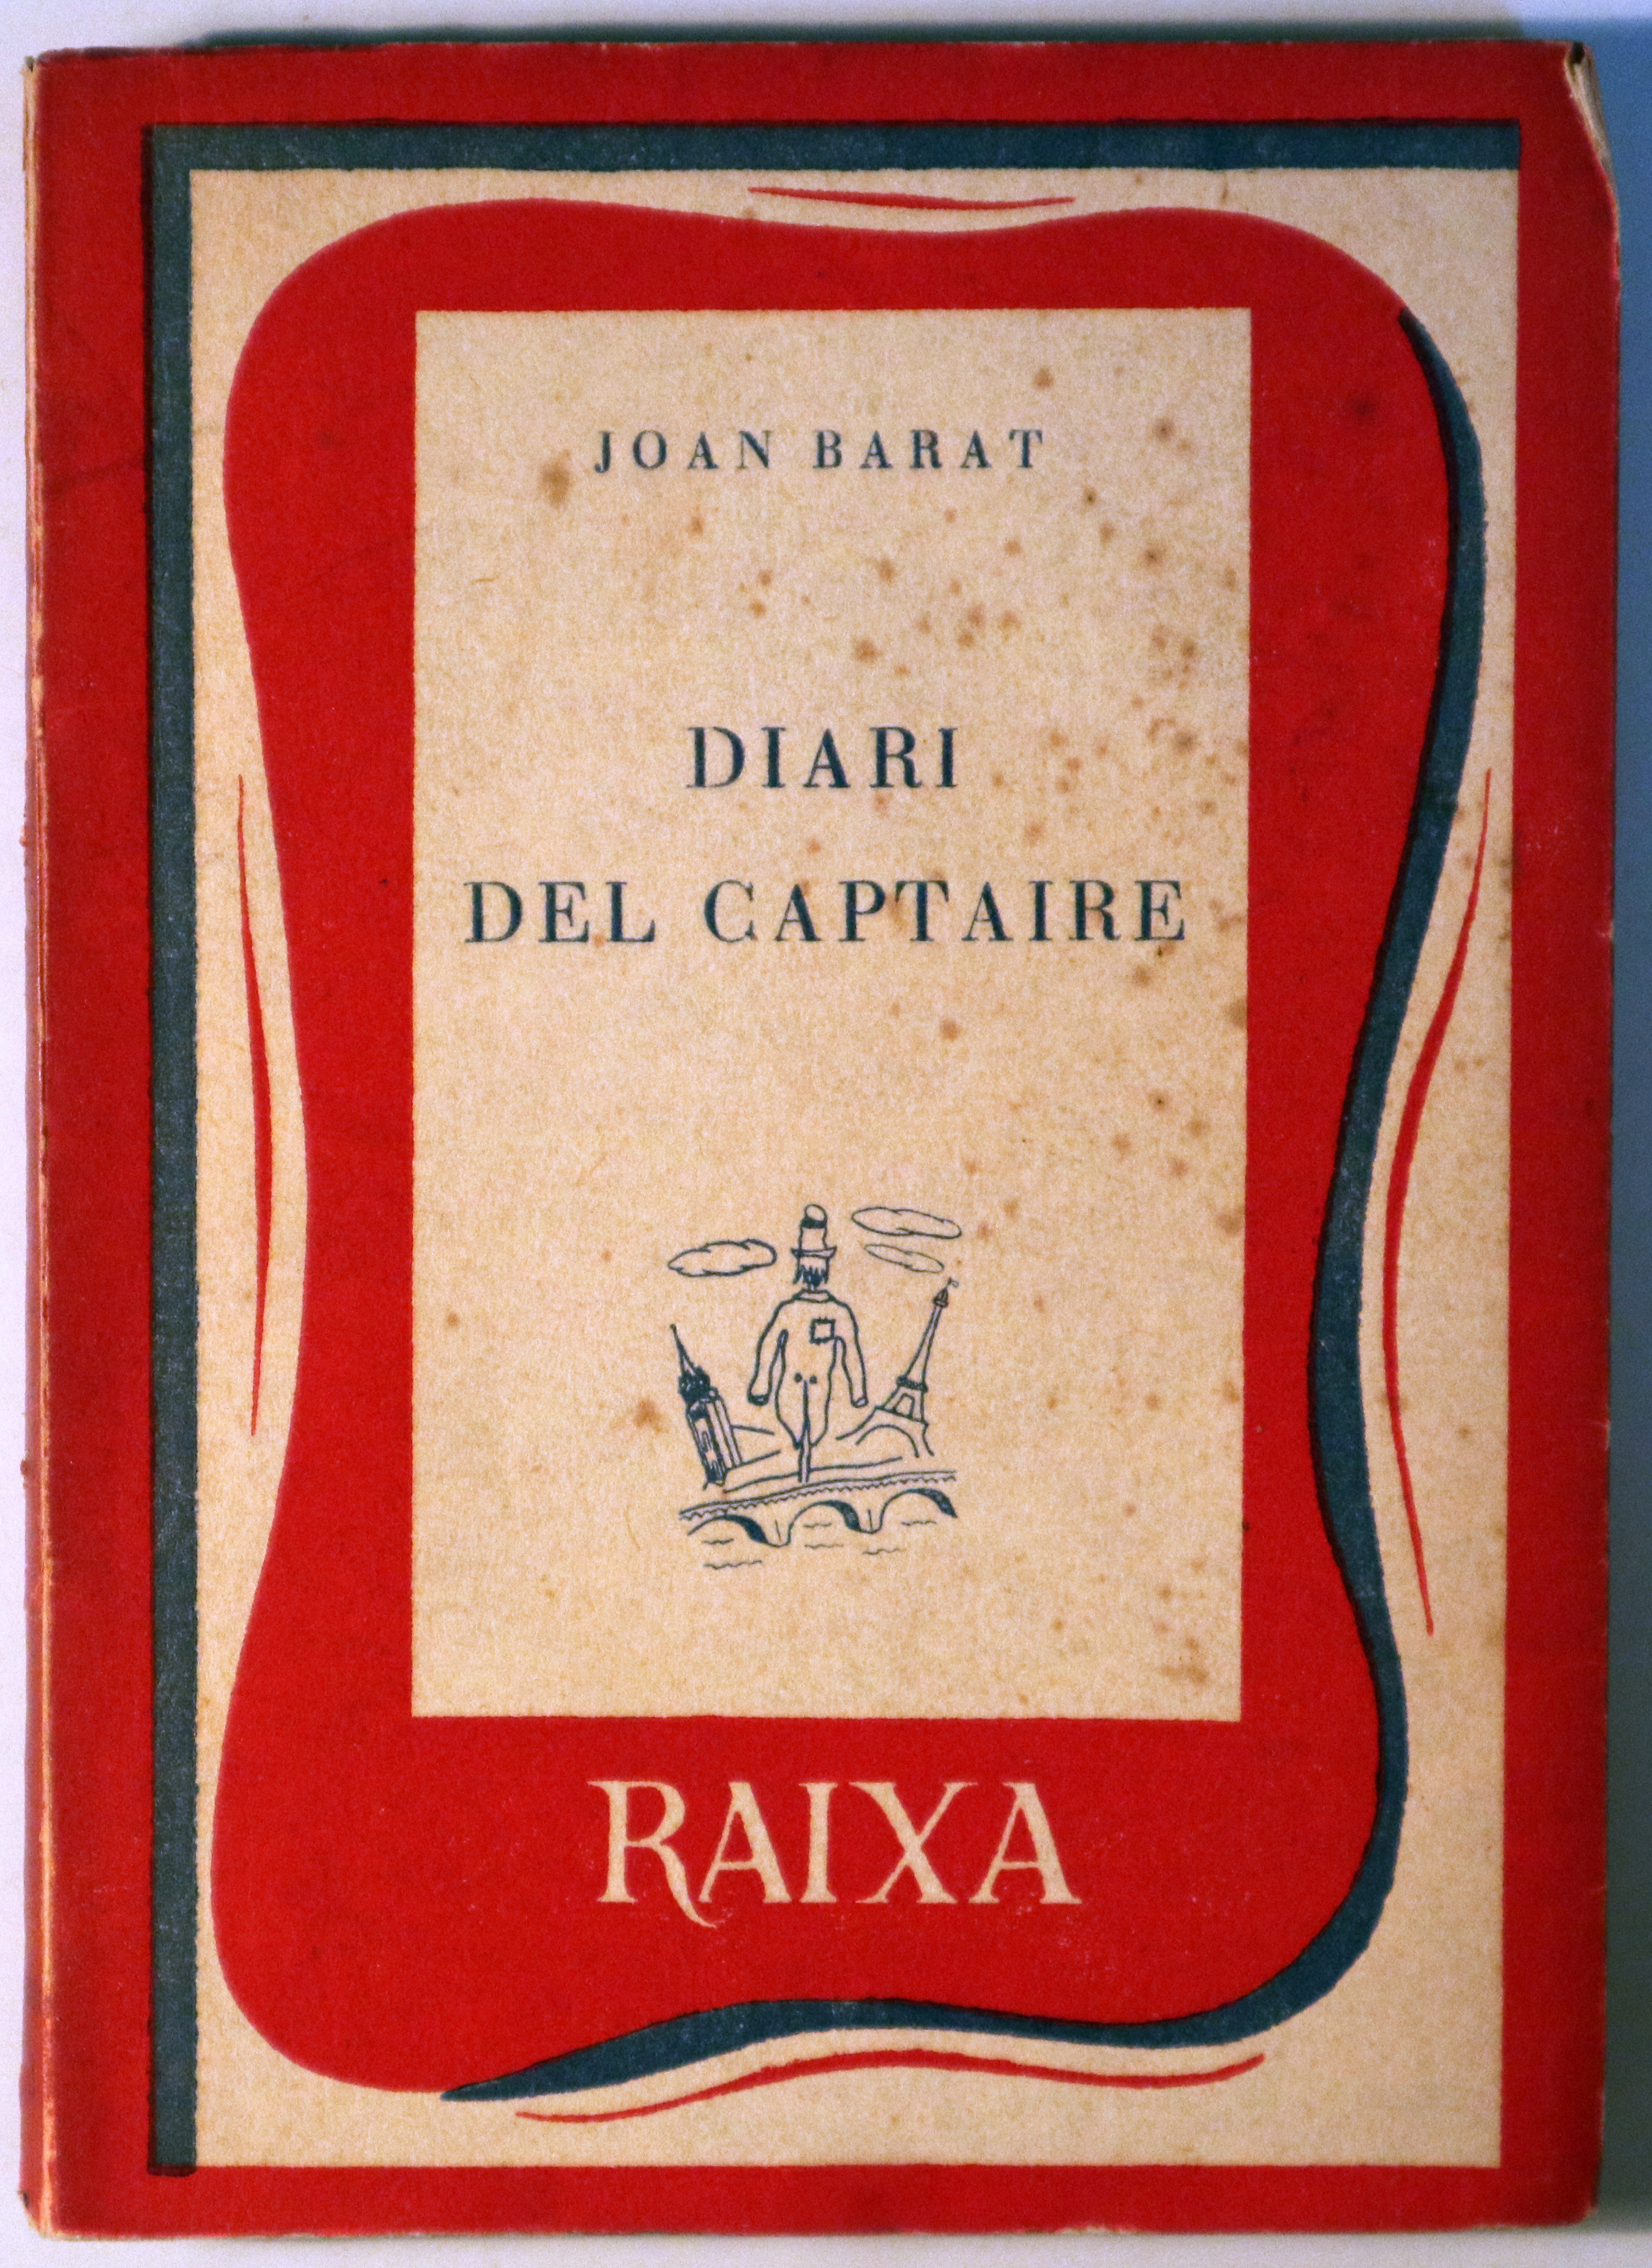 JOAN BARAT
DIARI
DEL CAPTAIRE
RAIXA